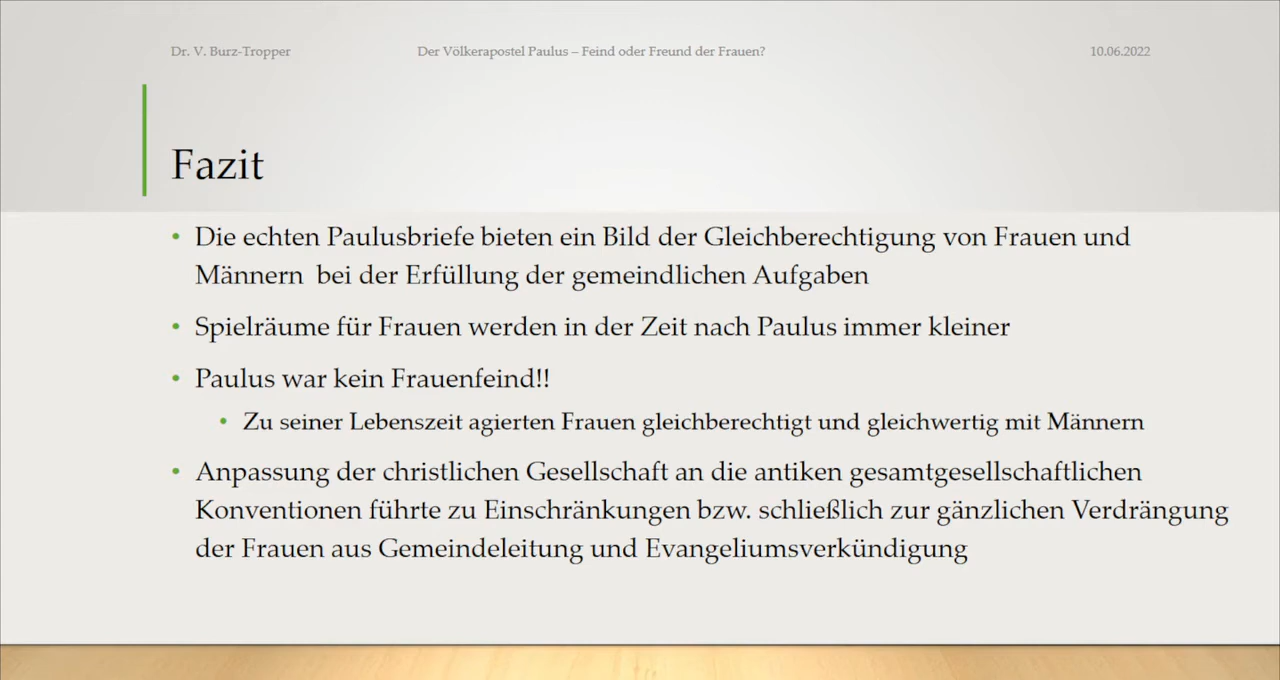 Dr. V. Burz-Tropper
Der Völkerapostel Paulus – Feind oder Freund der Frauen?
10.06.2022
Fazit
• Die echten Paulusbriefe bieten ein Bild der Gleichberechtigung von Frauen und
Männern  bei der Erfüllung der gemeindlichen Aufgaben
• Spielräume für Frauen werden in der Zeit nach Paulus immer kleiner
• Paulus war kein Frauenfeind!!
• Zu seiner Lebenszeit agierten Frauen gleichberechtigt und gleichwertig mit Männern
• Anpassung der christlichen Gesellschaft an die antiken gesamtgesellschaftlichen
Konventionen führte zu Einschränkungen bzw. schließlich zur gänzlichen Verdrängung
der Frauen aus Gemeindeleitung und Evangeliumsverkündigung